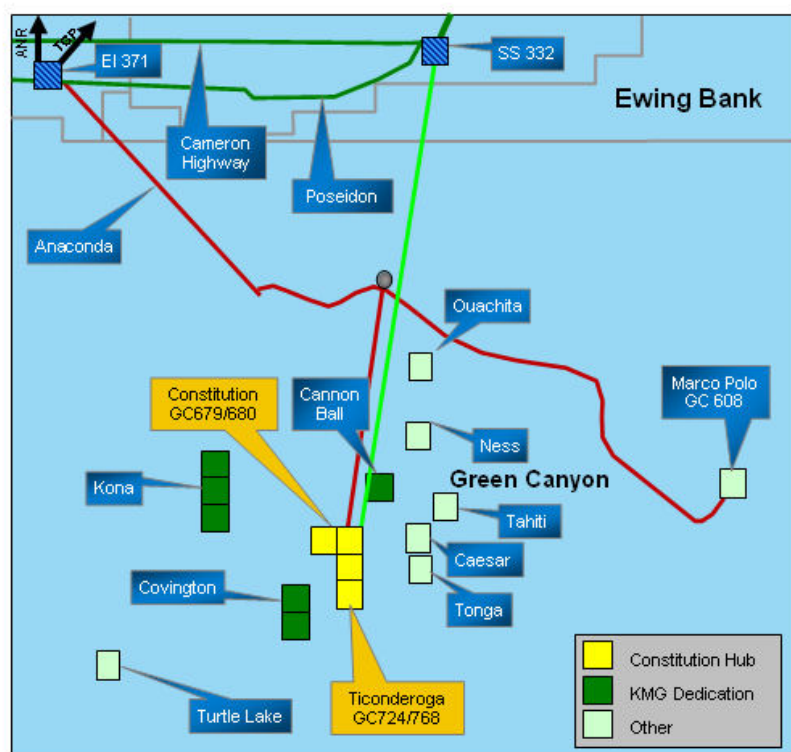 ANR
TGP
EI 371
SS 332
Ewing Bank
Cameron
Highway
Poseidon
Anaconda
Ouachita
Constitution
GC679/680
Cannon
Ball
Marco Polo
GC 608
Ness
Kona
Green Canyon
Tahiti
Caesar
Covington
Tonga
Turtle Lake
Ticonderoga
GC724/768
Constitution Hub
KMG Dedication
Other